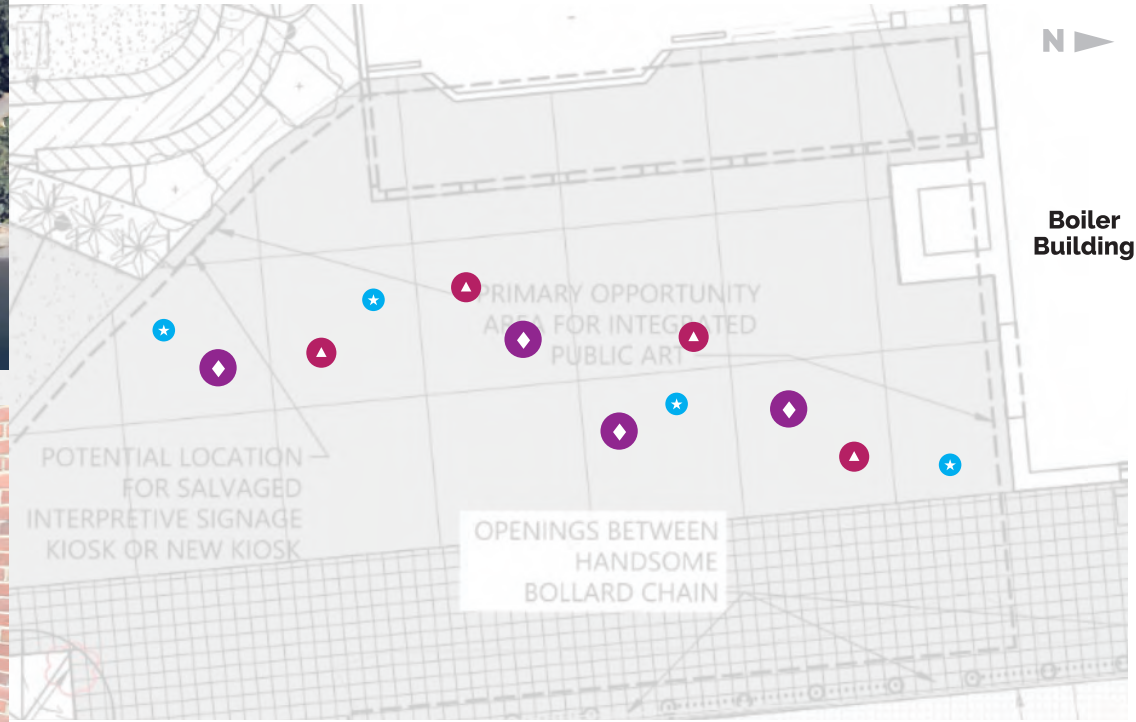 N
Boiler
Building
PRIMARY OPPORTUNITY
AREA FOR INTEGRATED
PUBLIC ART
POTENTIAL LOCATION
FOR SALVAGED
INTERPRETIVE SIGNAGE
KIOSK OR NEW KIOSK
OPENINGS BETWEEN
HANDSOME
BOLLARD CHAIN